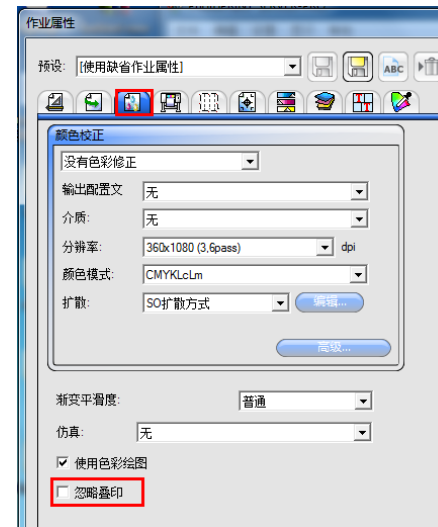 作业属性
预设: [使用缺省作业属性]
ABC
颜色校正
没有色彩修正
输出配置文 无
介质: 无
分辨率: 360x1080 (3,6pass) dpi
颜色模式: CMYKLcLm
扩散: SO扩散方式 编辑...
高级...
渐变平滑度: 普通
仿真: 无
使用色彩绘图
忽略叠印